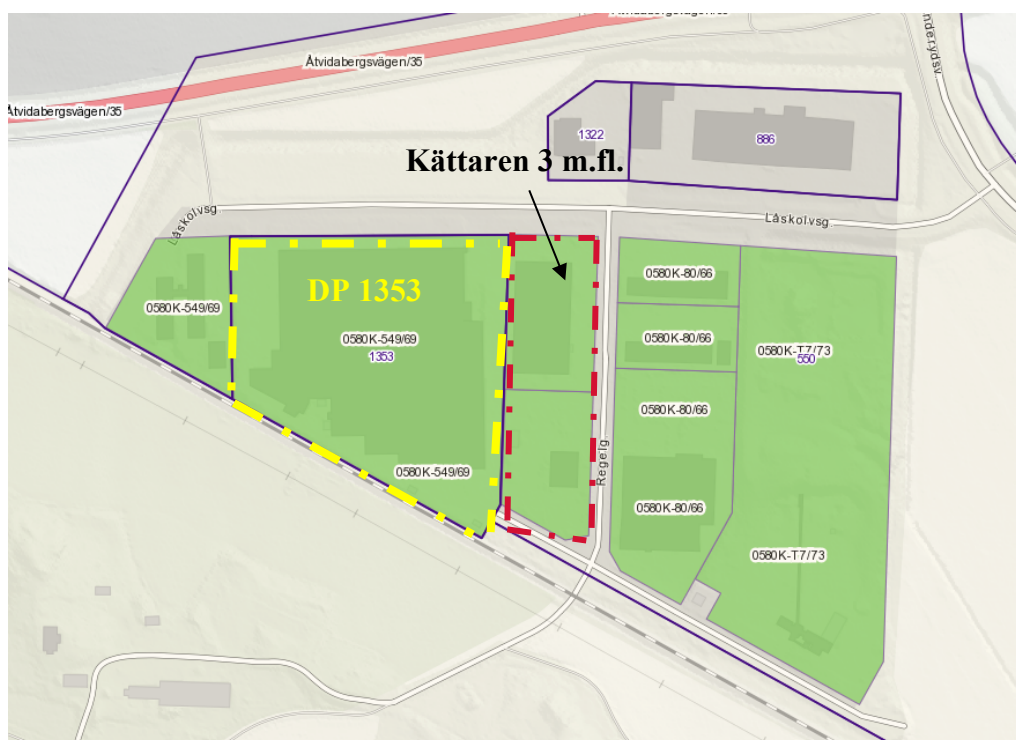 Åtvidabergsvägen/35
Åtvidabergsvägen/35
1322
886
Kättaren 3 m.fl.
Låskolvsg.
Låskolvsg.
DP 1353
0580K-549/69
0580K-549/69
1353
0580K-549/69
0580K-80/66
0580K-80/66
0580K-T7/73
550
0580K-80/66
Regelg.
0580K-80/66
0580K-T7/73